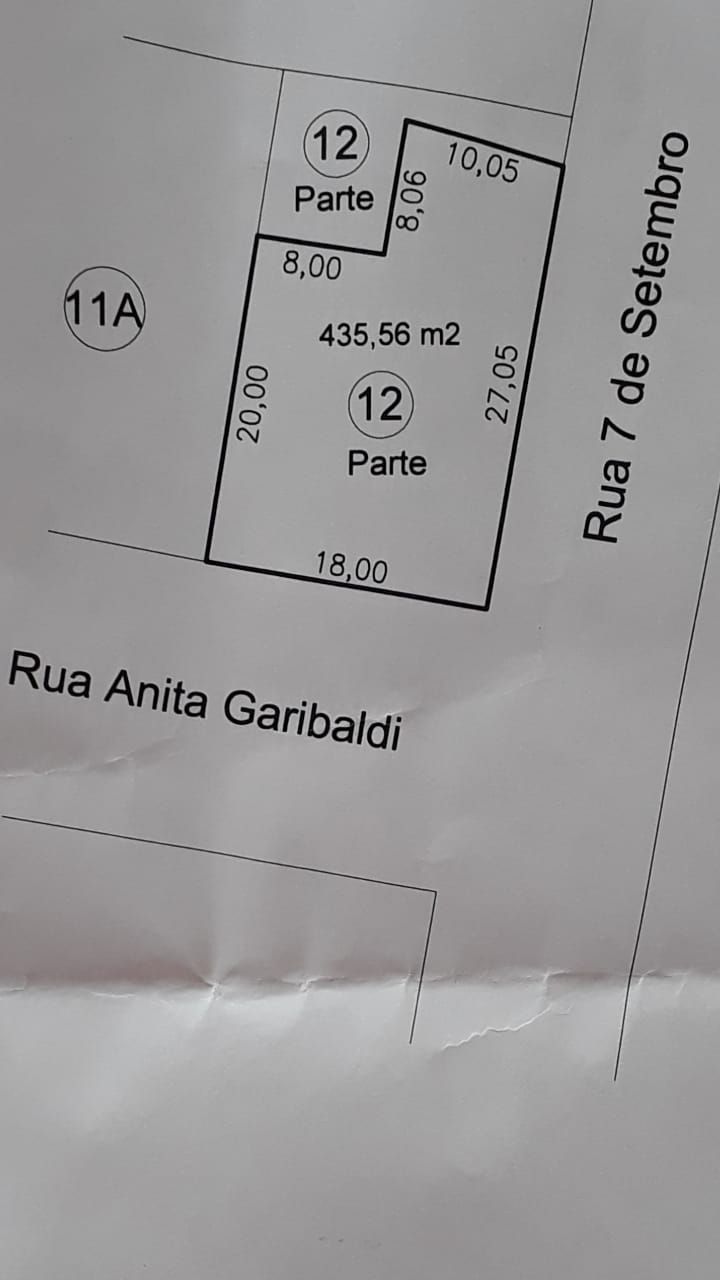 12
Parte
10,05
8,06
8,00
11A
435,56 m2
12
Parte
20,00
27,05
18,00
Rua 7 de Setembro
Rua Anita Garibaldi